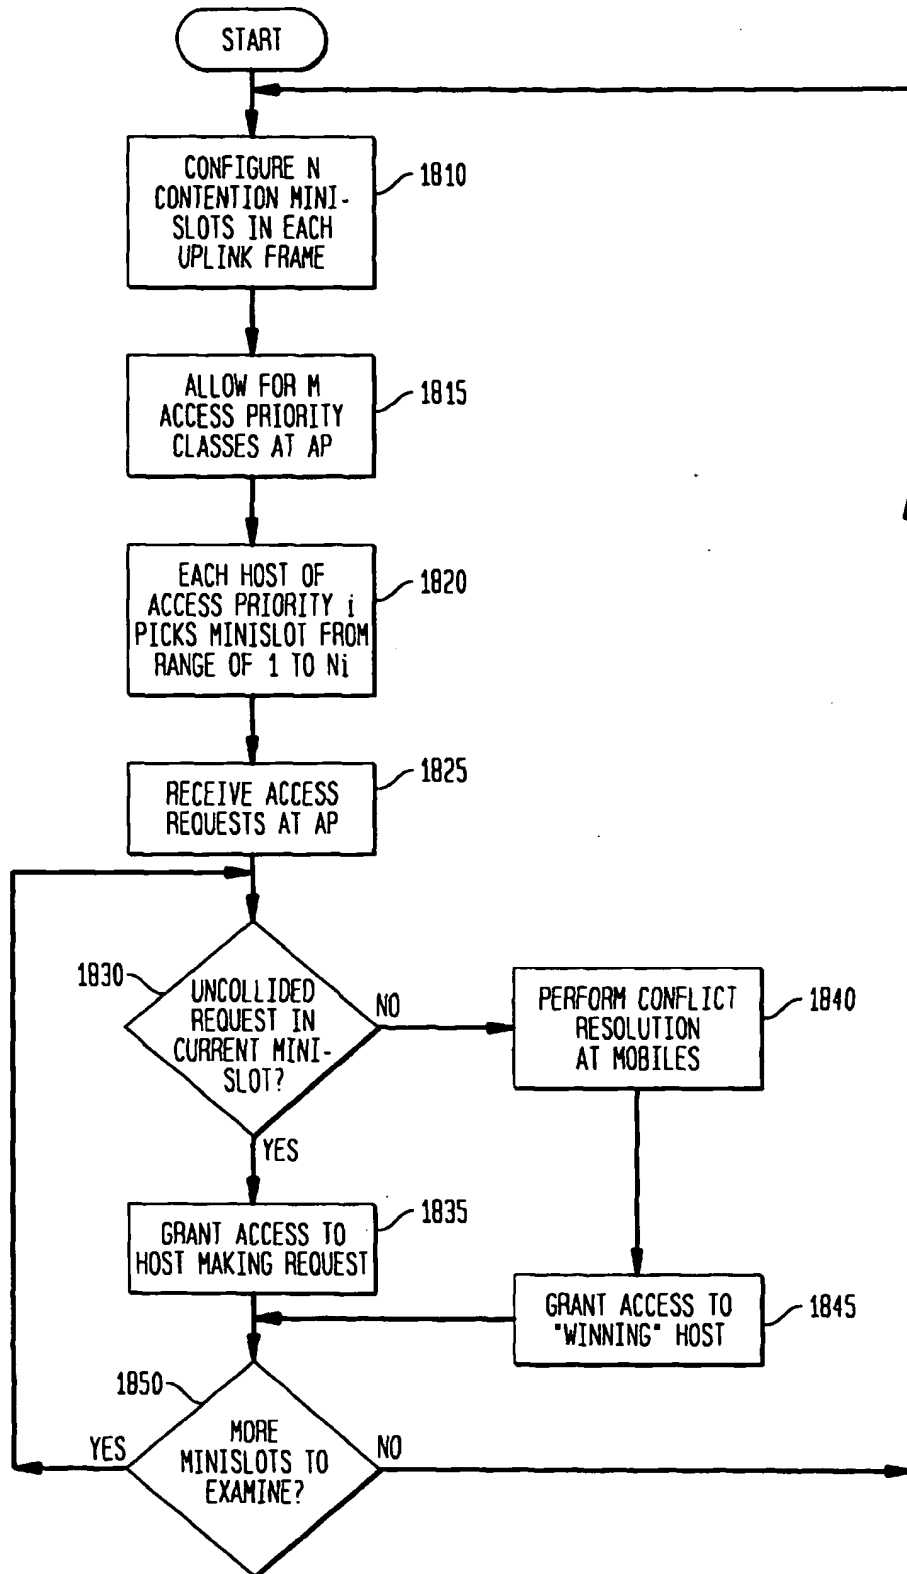 START
CONFIGURE N
CONTENTION MINI-
SLOTS IN EACH
UPLINK FRAME
1810
ALLOW FOR M
ACCESS PRIORITY
CLASSES AT AP
1815
EACH HOST OF
ACCESS PRIORITY i
PICKS MINISLOT FROM
RANGE OF 1 TO Ni
1820
RECEIVE ACCESS
REQUESTS AT AP
1825
1830
UNCOLLIDED
REQUEST IN
CURRENT MINI-
SLOT?
NO
YES
PERFORM CONFLICT
RESOLUTION
AT MOBILES
1840
GRANT ACCESS TO
HOST MAKING REQUEST
1835
GRANT ACCESS TO
"WINNING" HOST
1845
1850
MORE
MINISLOTS TO
EXAMINE?
YES
NO